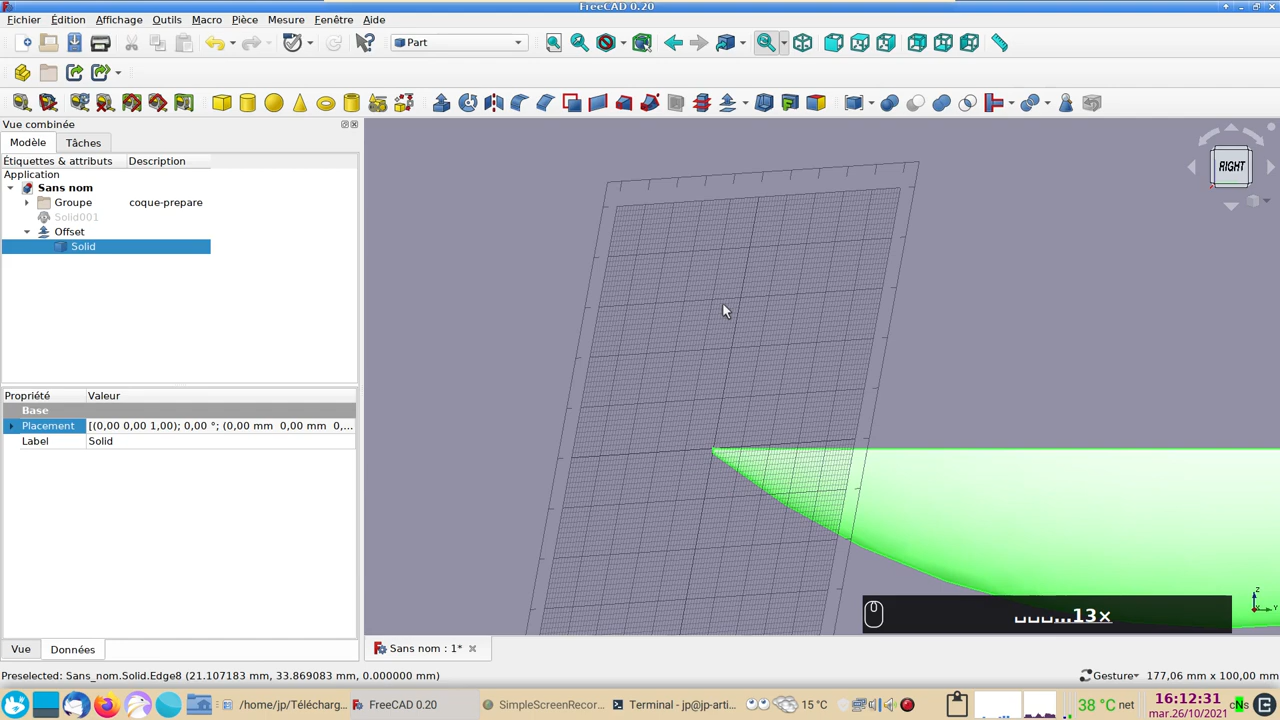 FreeCAD 0.20
Fichier Édition Affichage Outils Macro Pièce Mesure Fenêtre Aide
Part
Vue combinée
Modèle Tâches
Étiquettes & attributs Description
Application
Sans nom
Groupe coque-prepare
Solid001
Offset
Solid
RIGHT
Propriété Valeur
Base
Placement [(0,00 0,00 1,00); 0,00 °; (0,00 mm 0,00 mm 0,...
Label Solid
Z
...13×
Vue Données
Sans nom : 1*
Preselected: Sans_nom.Solid.Edge8 (21.107183 mm, 33.869083 mm, 0.000000 mm)
Gesture 177,06 mm x 100,00 mm
/home/jp/Télécharg... FreeCAD 0.20 SimpleScreenRecor... Terminal - jp@jp-arti... 15 °C 38 °C net 16:12:31
mar.26/10/2021